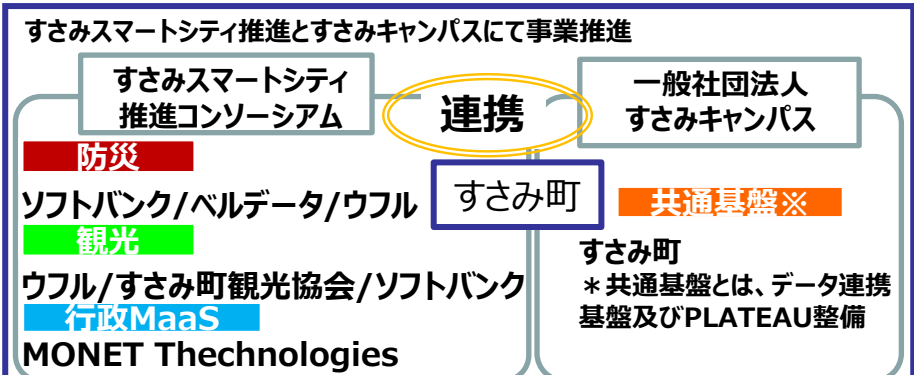 すさみスマートシティ推進とすさみキャンパスにて事業推進
すさみスマートシティ
推進コンソーシアム
連携
一般社団法人
すさみキャンパス
防災
ソフトバンク/ベルデータ/ウフル
観光
ウフル/すさみ町観光協会/ソフトバンク
行政MaaS
MONET Thechnologies
すさみ町
共通基盤※
すさみ町
＊共通基盤とは、データ連携
基盤及びPLATEAU整備